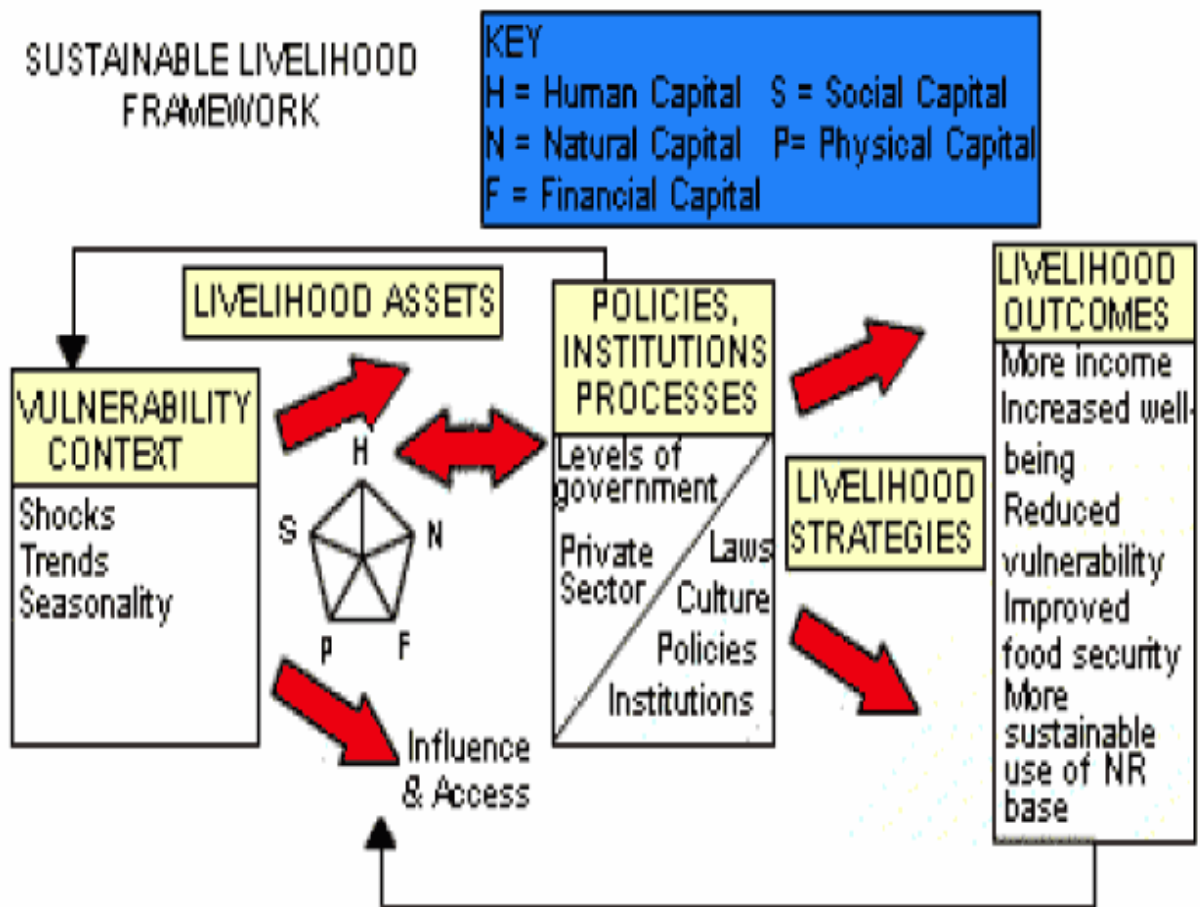 SUSTAINABLE LIVELIHOOD
FRAMEWORK
KEY
H = Human Capital S = Social Capital
N = Natural Capital P= Physical Capital
F = Financial Capital
LIVELIHOOD ASSETS
VULNERABILITY
CONTEXT
Shocks
Trends
Seasonality
H
S
N
P
F
Influence
& Access
POLICIES,
INSTITUTIONS
PROCESSES
Levels of
government
Private
Sector
Laws
Culture
Policies
Institutions
LIVELIHOOD
STRATEGIES
LIVELIHOOD
OUTCOMES
More income
Increased well-
being
Reduced
vulnerability
Improved
food security
More
sustainable
use of NR
base